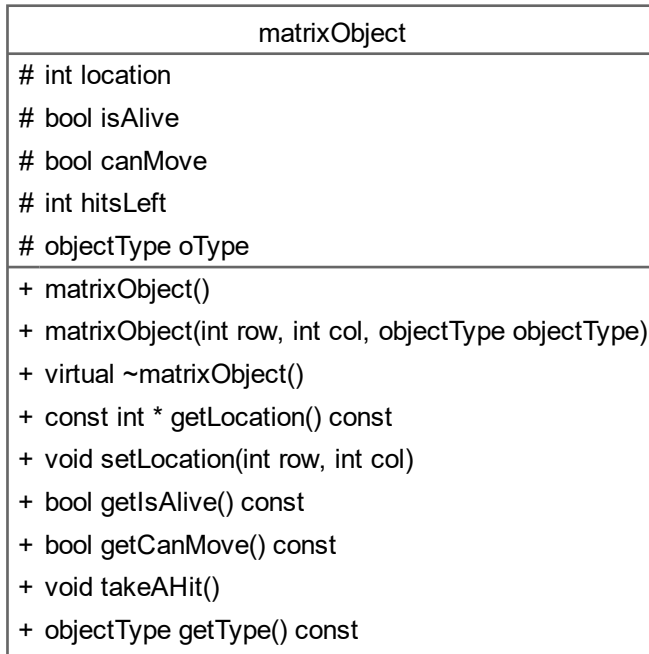 matrixObject
# int location
# bool isAlive
# bool canMove
# int hitsLeft
# objectType oType
+ matrixObject()
+ matrixObject(int row, int col, objectType objectType)
+ virtual ~matrixObject()
+ const int * getLocation() const
+ void setLocation(int row, int col)
+ bool getIsAlive() const
+ bool getCanMove() const
+ void takeAHit()
+ objectType getType() const